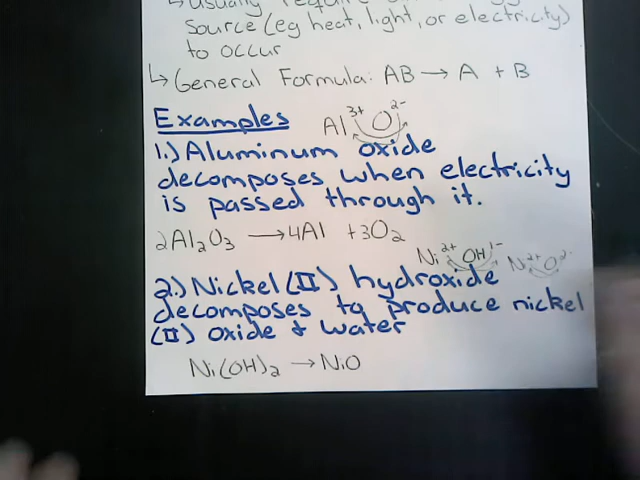 ↳ Usually require
source (eg heat, light, or electricity)
to occur
↳ General Formula: AB → A + B
Examples
Al³⁺ O²⁻
1.) Aluminum oxide
decomposes when electricity
is passed through it.
2Al₂O₃ → 4Al + 3O₂
Ni²⁺ OH¹⁻ Ni²⁺ O²⁻
2.) Nickel (II) hydroxide
decomposes to produce nickel
(II) oxide & water
Ni(OH)₂ → NiO